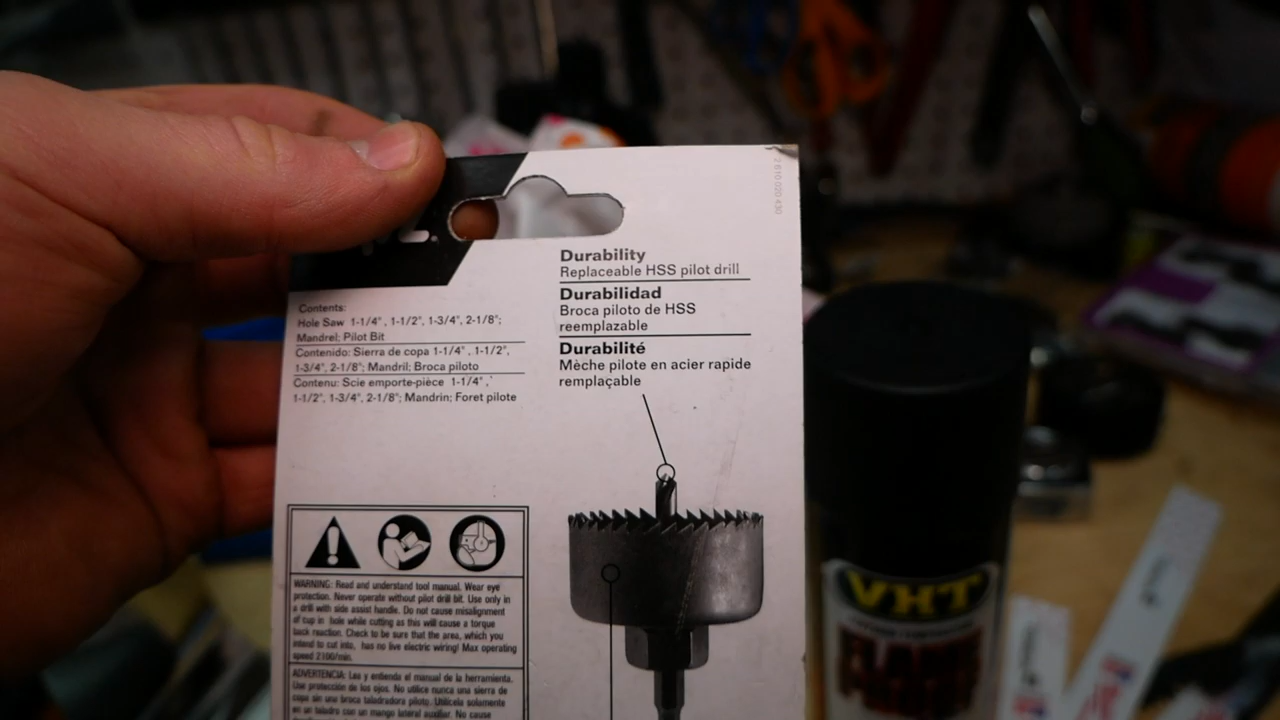 2 610 020 430
Durability
Replaceable HSS pilot drill
Durabilidad
Broca piloto de HSS
reemplazable
Durabilité
Mèche pilote en acier rapide
remplaçable
Contents:
Hole Saw 1-1/4", 1-1/2", 1-3/4", 2-1/8";
Mandrel; Pilot Bit
Contenido: Sierra de copa 1-1/4", 1-1/2",
1-3/4", 2-1/8"; Mandril; Broca piloto
Contenu: Scie emporte-pièce 1-1/4",
1-1/2", 1-3/4", 2-1/8"; Mandrin; Foret pilote
WARNING: Read and understand tool manual. Wear eye
protection. Never operate without pilot drill bit. Use only in
a drill with side assist handle. Do not cause misalignment
of cup in hole while cutting as this will cause a torque
back reaction. Check to be sure that the area, which you
intend to cut into, has no live electric wiring! Max operating
speed 2100/min.
ADVERTENCIA: Lea y entienda el manual de la herramienta.
Use protección de los ojos. No utilice nunca una sierra de
copa sin una broca taladradora piloto. Utilícela solamente
en un taladro con un mango lateral auxiliar. No cause
VHT
FLAME